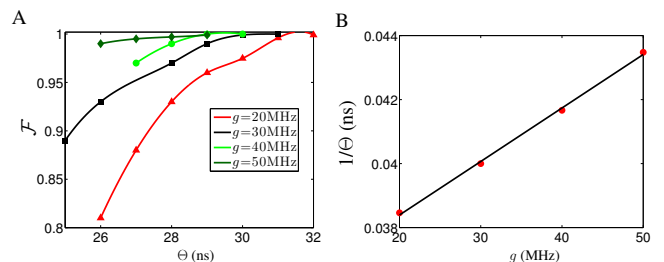 A
1
0.95
0.9
0.85
0.8
26
28
30
32
ℱ
Θ (ns)
g=20MHz
g=30MHz
g=40MHz
g=50MHz
B
0.044
0.042
0.04
0.038
20
30
40
50
1/Θ (ns)
g (MHz)